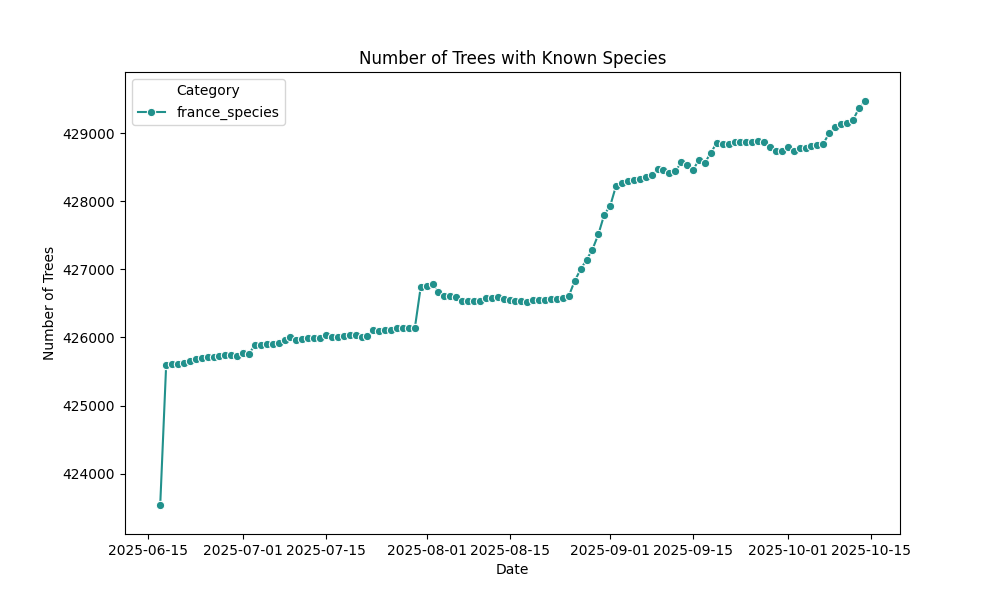 Number of Trees with Known Species
Category
france_species
429000
428000
427000
426000
425000
424000
Number of Trees
2025-06-15 2025-07-01 2025-07-15 2025-08-01 2025-08-15 2025-09-01 2025-09-15 2025-10-01 2025-10-15
Date